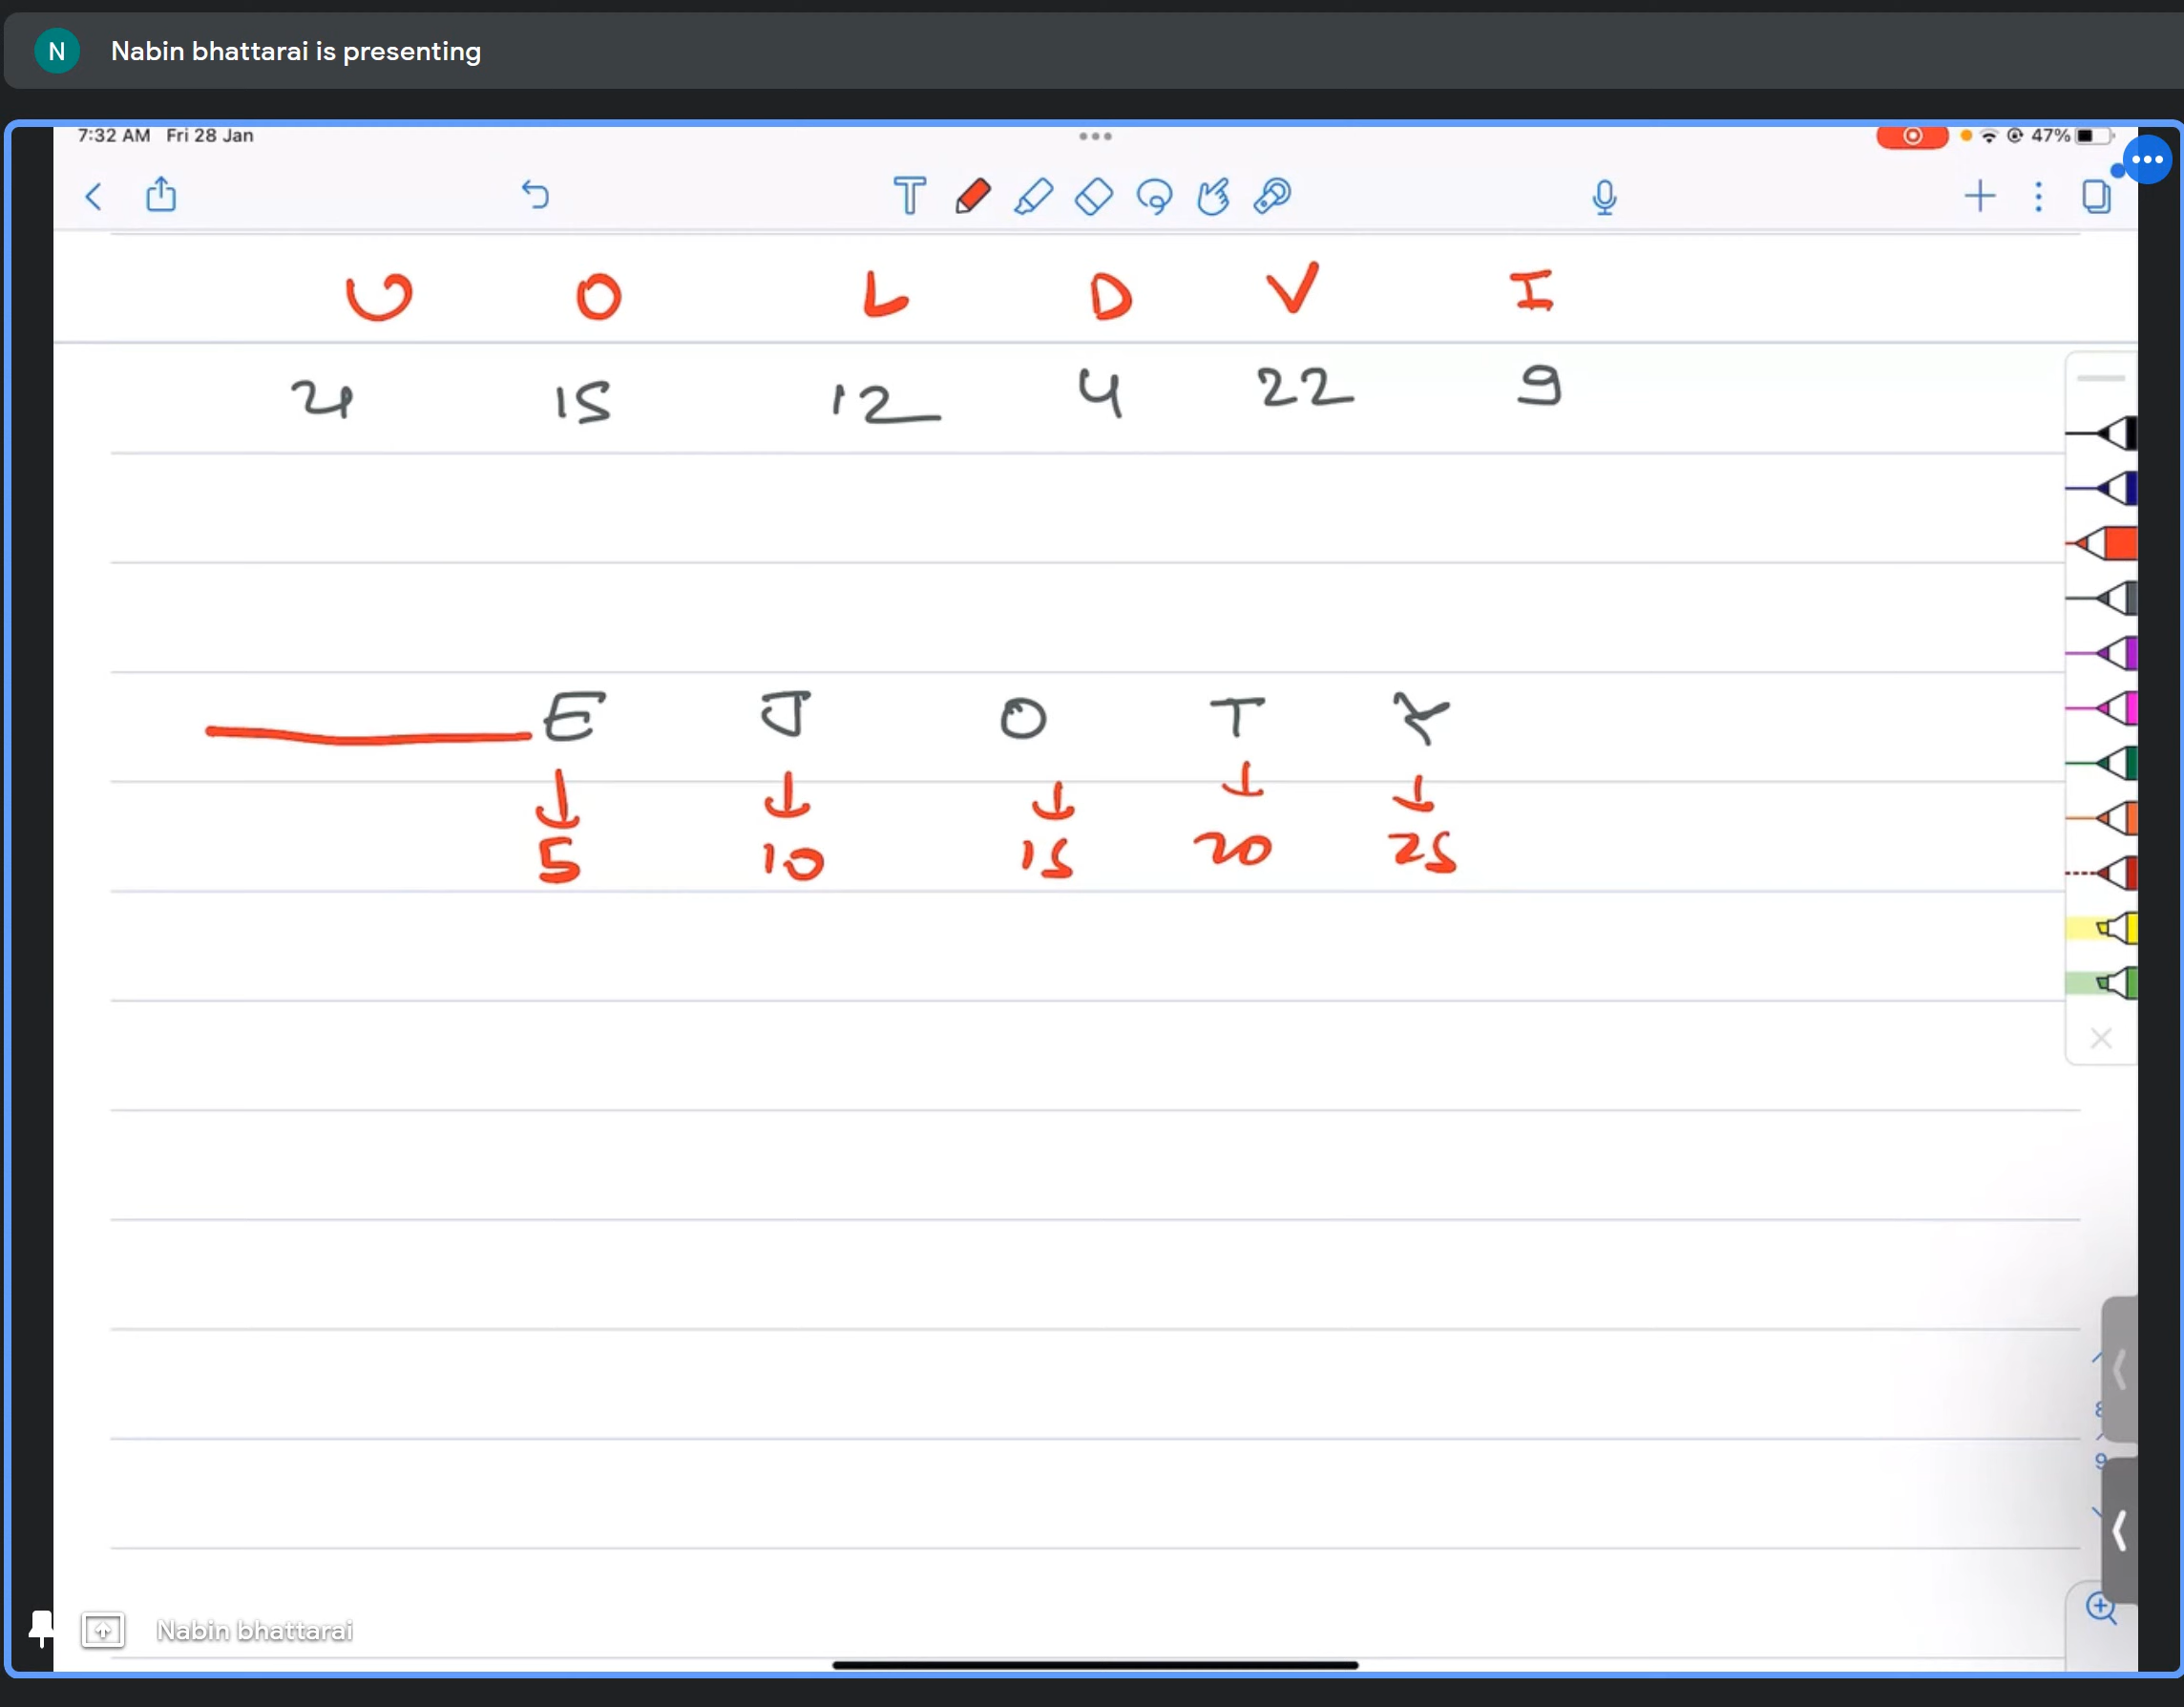 N Nabin bhattarai is presenting
7:32 AM Fri 28 Jan 47%
T
U O L D V I
21 15 12 4 22 9
E J O T Y
5 10 15 20 25
9
Nabin bhattarai